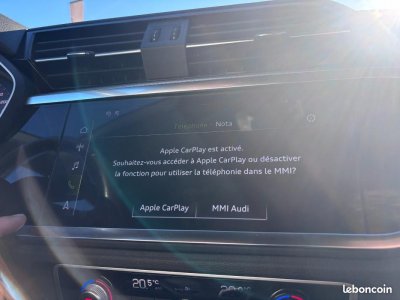 Téléphone Nota
Apple CarPlay est activé.
Souhaitez-vous accéder à Apple CarPlay ou désactiver
la fonction pour utiliser la téléphonie dans le MMI?
Apple CarPlay MMI Audi
20.5°C
leboncoin